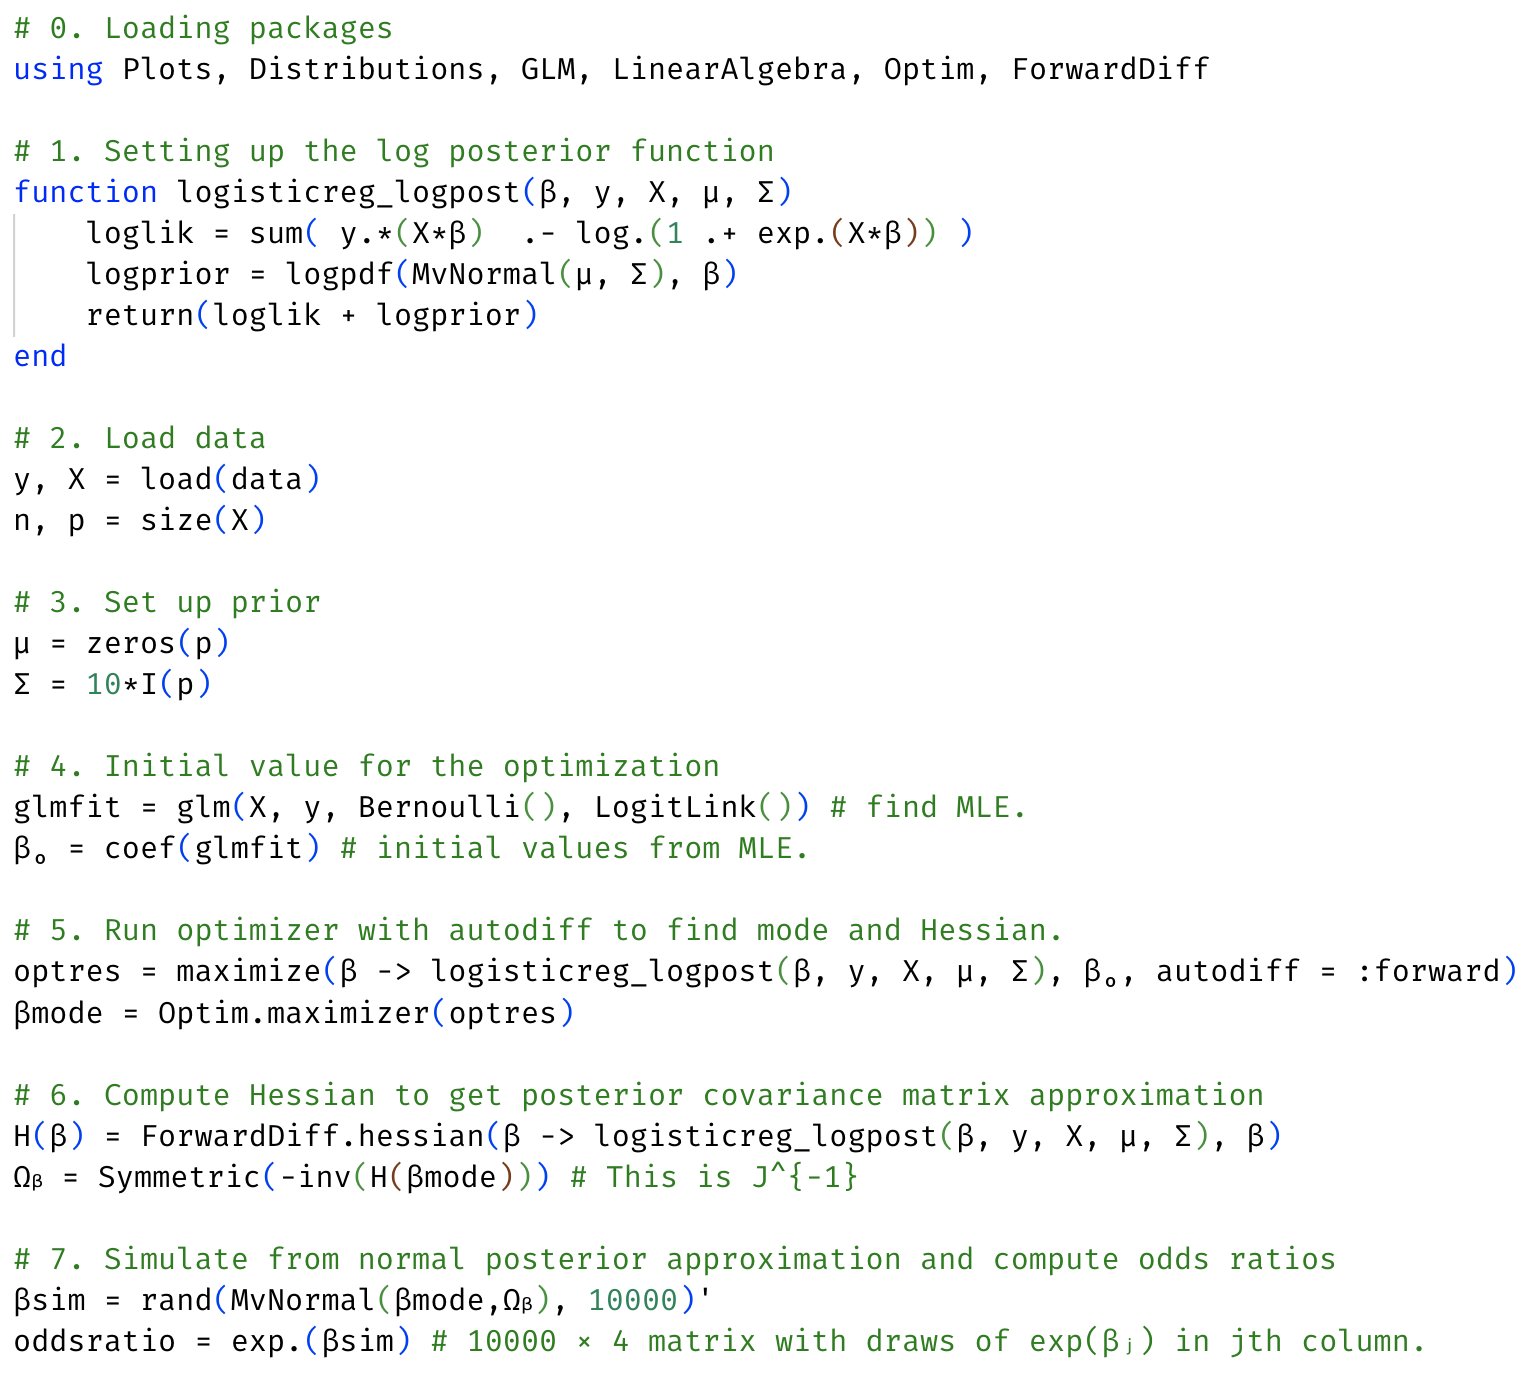 # 0. Loading packages
using Plots, Distributions, GLM, LinearAlgebra, Optim, ForwardDiff
# 1. Setting up the log posterior function
function logisticreg_logpost(β, y, X, μ, Σ)
    loglik = sum( y.*(X*β)  .- log.(1 .+ exp.(X*β)) )
    logprior = logpdf(MvNormal(μ, Σ), β)
    return(loglik + logprior)
end
# 2. Load data
y, X = load(data)
n, p = size(X)
# 3. Set up prior
μ = zeros(p)
Σ = 10*I(p)
# 4. Initial value for the optimization
glmfit = glm(X, y, Bernoulli(), LogitLink()) # find MLE.
βₒ = coef(glmfit) # initial values from MLE.
# 5. Run optimizer with autodiff to find mode and Hessian.
optres = maximize(β -> logisticreg_logpost(β, y, X, μ, Σ), βₒ, autodiff = :forward)
βmode = Optim.maximizer(optres)
# 6. Compute Hessian to get posterior covariance matrix approximation
H(β) = ForwardDiff.hessian(β -> logisticreg_logpost(β, y, X, μ, Σ), β)
Ωᵦ = Symmetric(-inv(H(βmode))) # This is J^{-1}
# 7. Simulate from normal posterior approximation and compute odds ratios
βsim = rand(MvNormal(βmode,Ωᵦ), 10000)'
oddsratio = exp.(βsim) # 10000 × 4 matrix with draws of exp(βⱼ) in jth column.